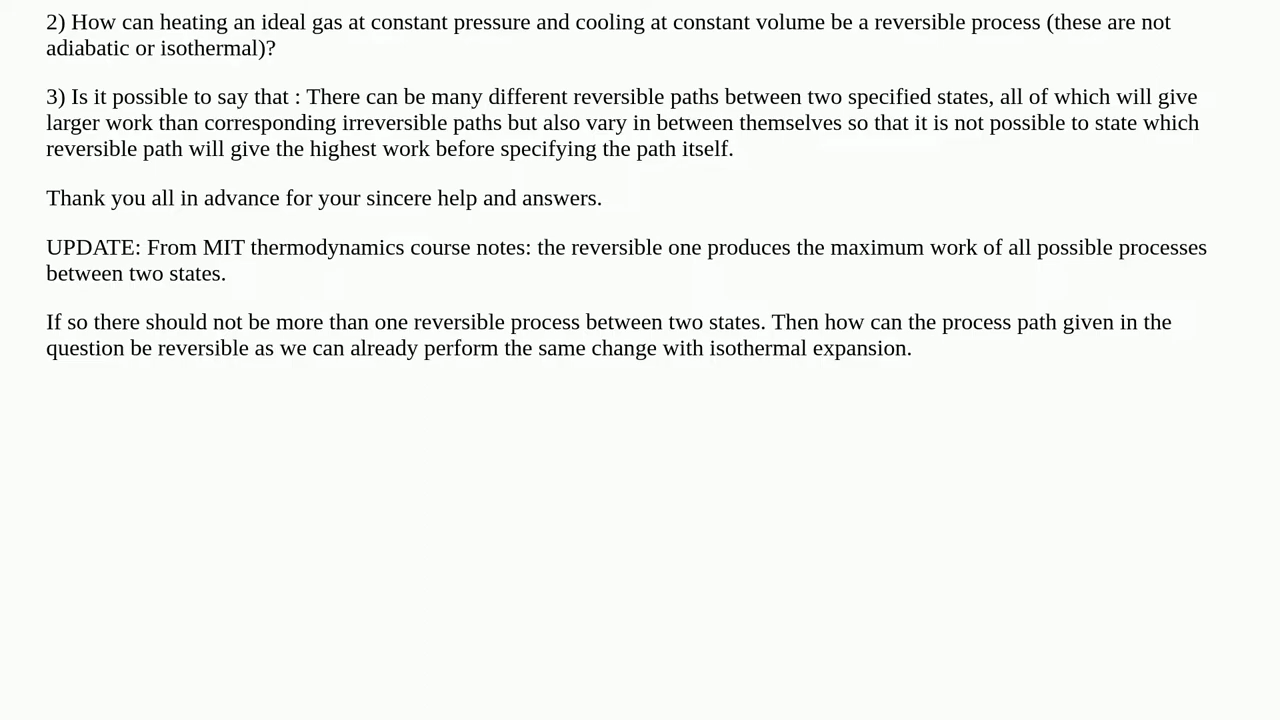 2) How can heating an ideal gas at constant pressure and cooling at constant volume be a reversible process (these are not
adiabatic or isothermal)?
3) Is it possible to say that : There can be many different reversible paths between two specified states, all of which will give
larger work than corresponding irreversible paths but also vary in between themselves so that it is not possible to state which
reversible path will give the highest work before specifying the path itself.
Thank you all in advance for your sincere help and answers.
UPDATE: From MIT thermodynamics course notes: the reversible one produces the maximum work of all possible processes
between two states.
If so there should not be more than one reversible process between two states. Then how can the process path given in the
question be reversible as we can already perform the same change with isothermal expansion.